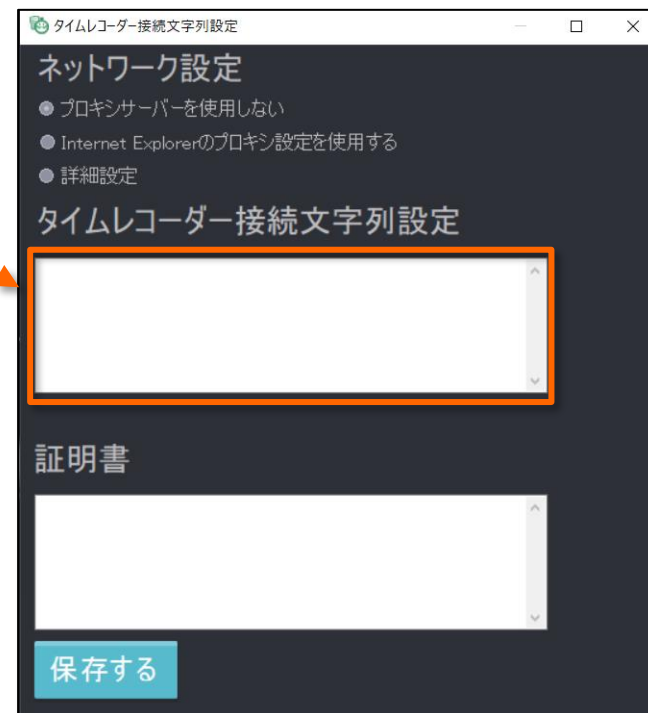 タイムレコーダー接続文字列設定
ネットワーク設定
プロキシサーバーを使用しない
Internet Explorerのプロキシ設定を使用する
詳細設定
タイムレコーダー接続文字列設定
証明書
保存する